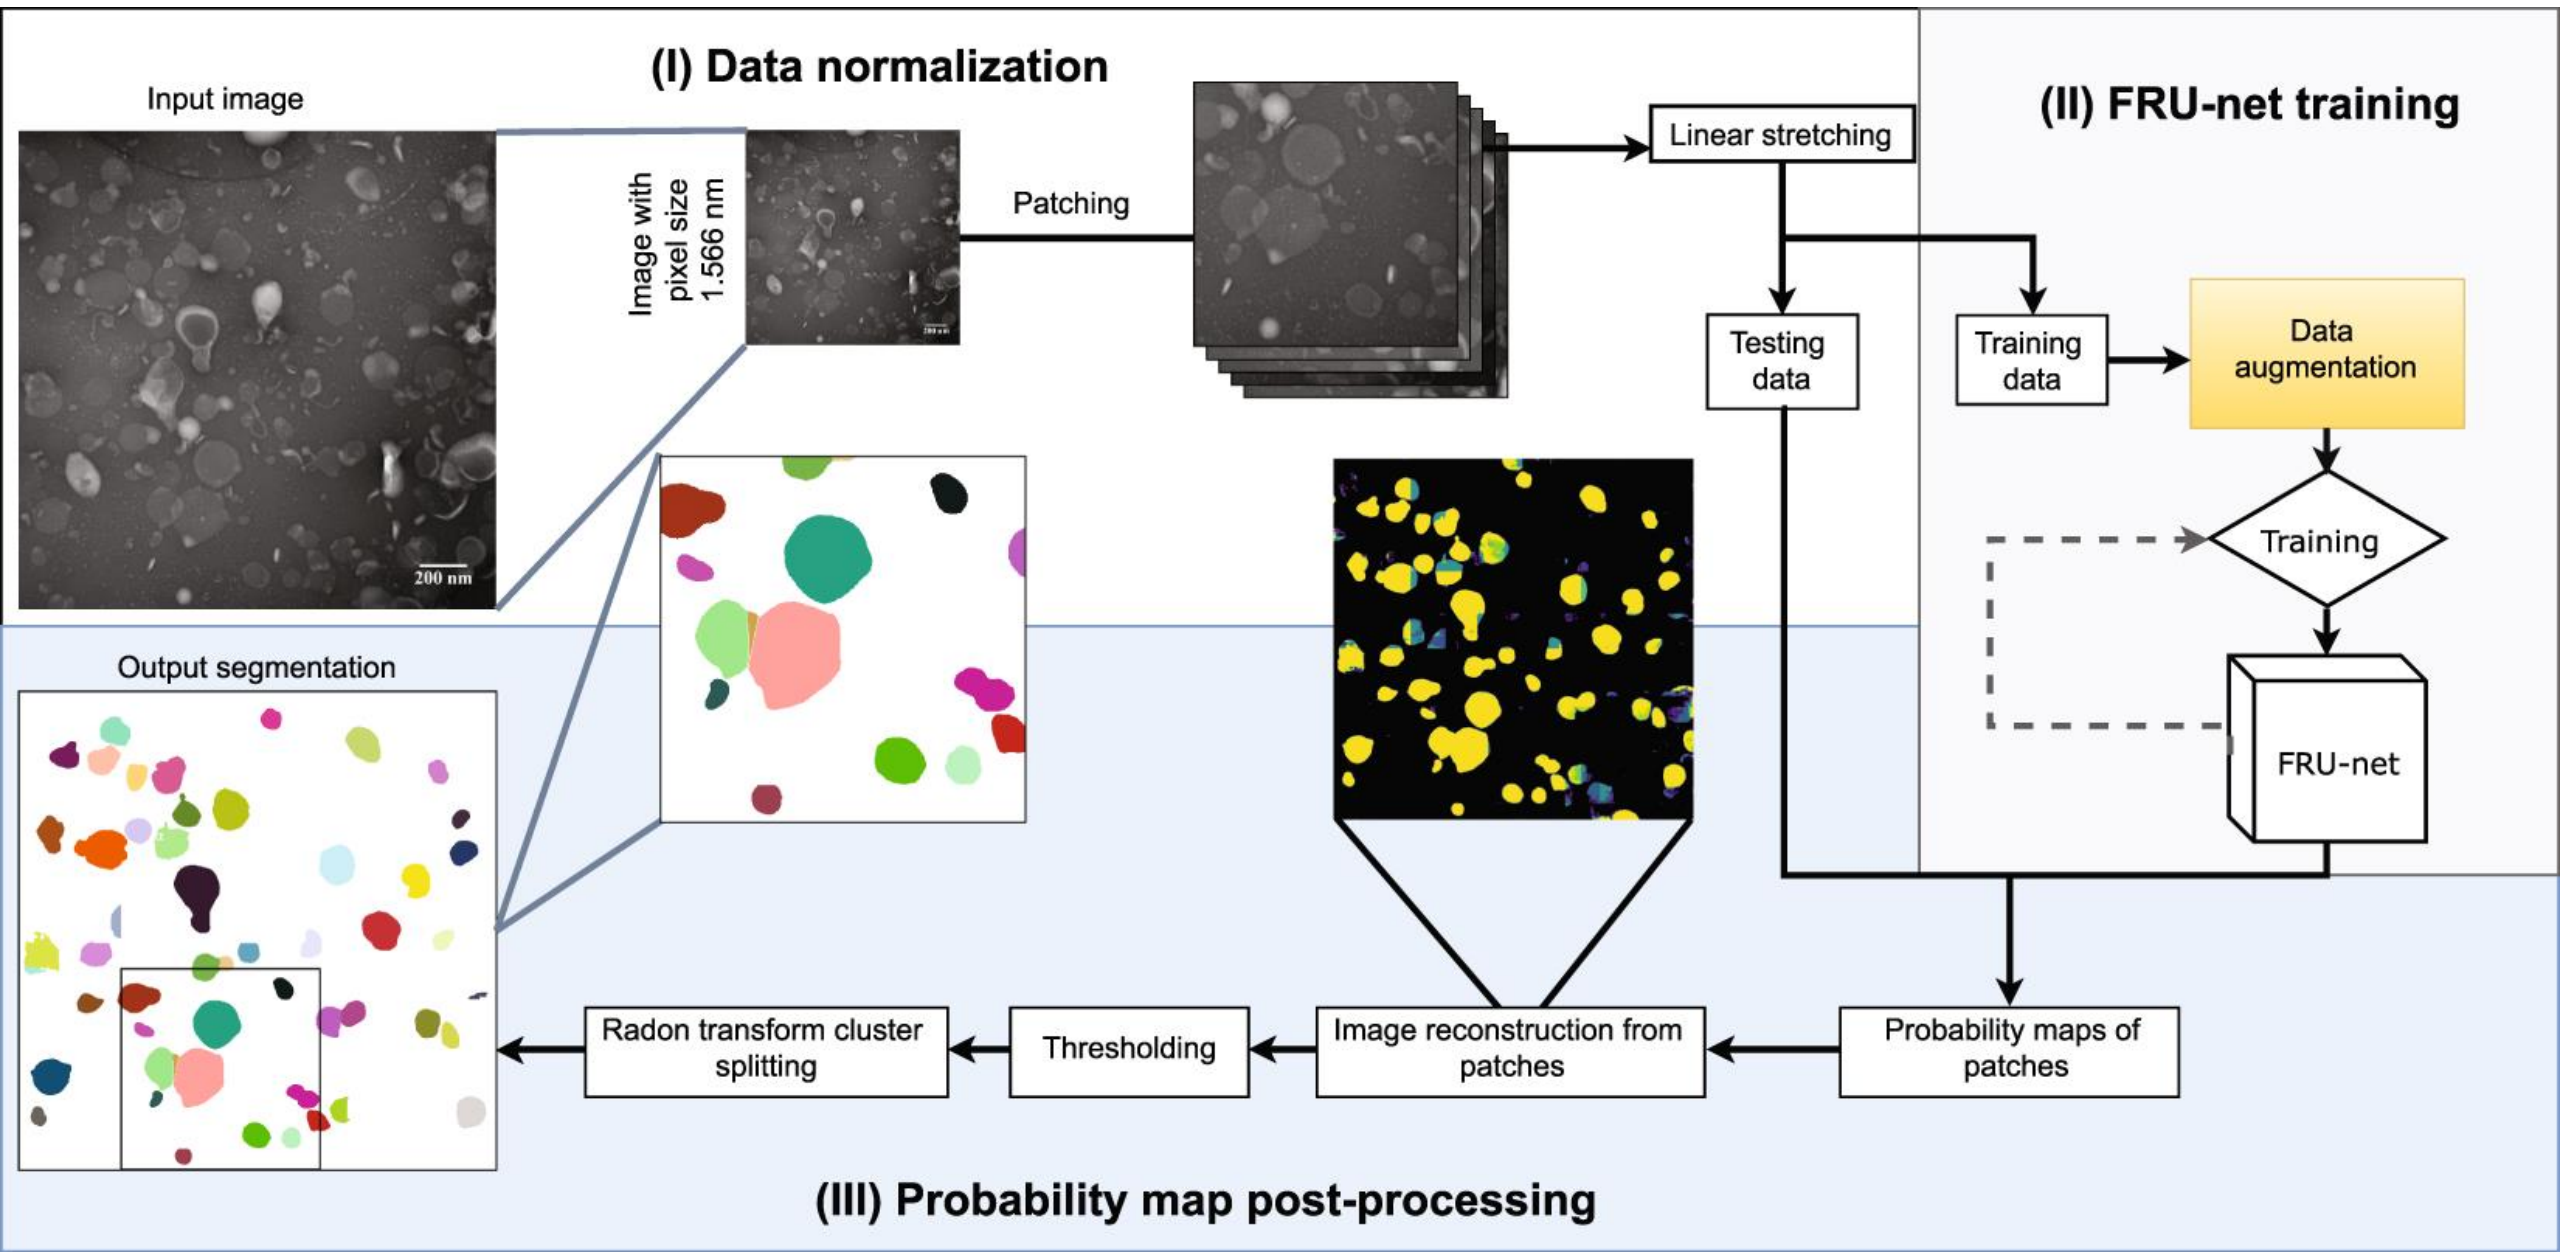 (I) Data normalization
(II) FRU-net training
Input image
Image with
pixel size
1.566 nm
200 nm
200 nm
Patching
Linear stretching
Testing
data
Training
data
Data
augmentation
Training
FRU-net
Output segmentation
Radon transform cluster
splitting
Thresholding
Image reconstruction from
patches
Probability maps of
patches
(III) Probability map post-processing